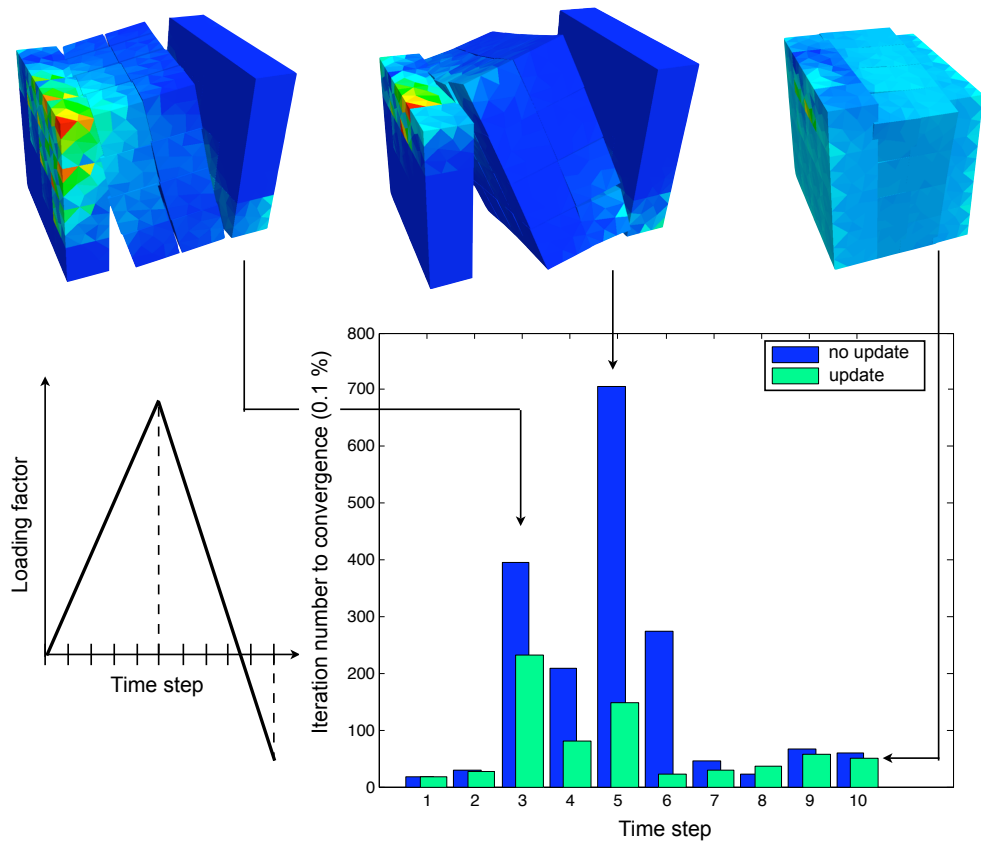 800
700
600
500
400
300
200
100
0
Iteration number to convergence (0.1 %)
no update
update
1 2 3 4 5 6 7 8 9 10
Time step
Loading factor
Time step